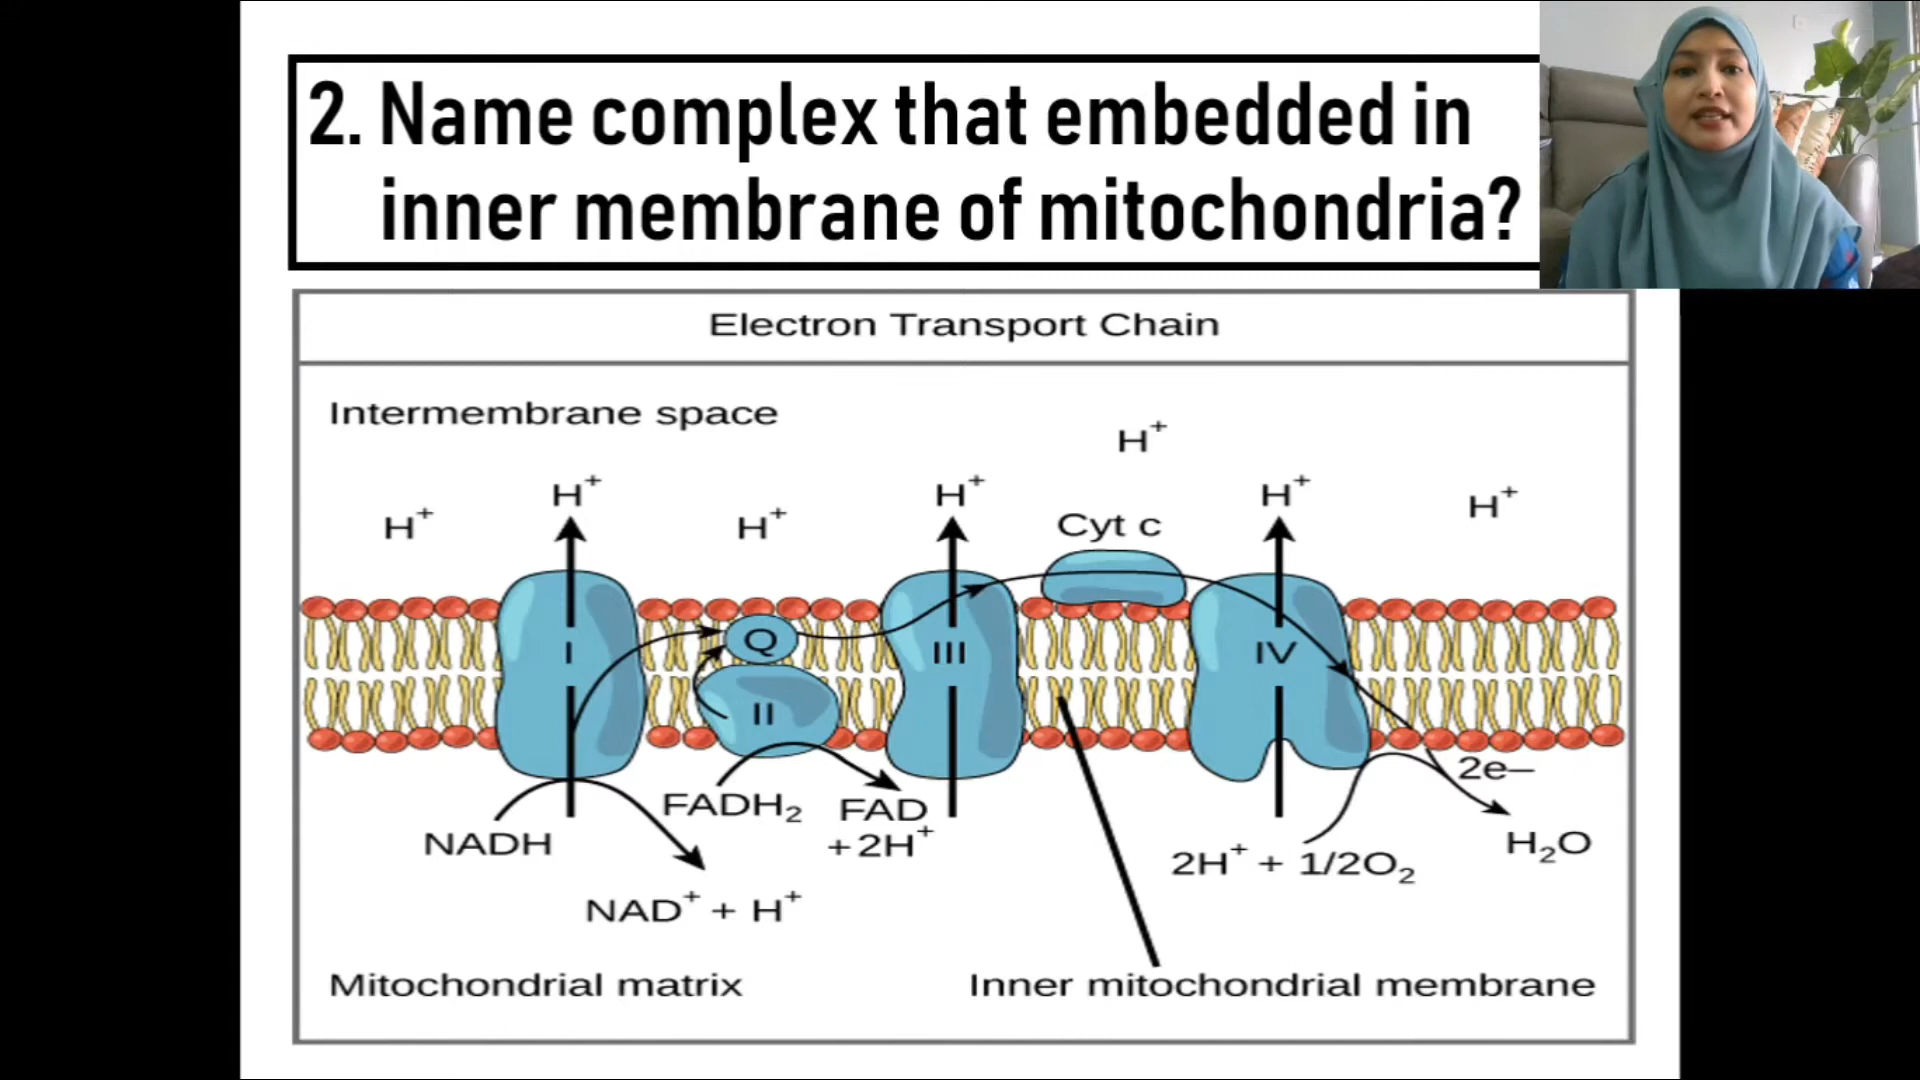 2. Name complex that embedded in
inner membrane of mitochondria?
Electron Transport Chain
Intermembrane space
H⁺
H⁺
H⁺
H⁺
H⁺
H⁺
H⁺
Cyt c
I
Q
II
III
IV
NADH
NAD⁺ + H⁺
FADH₂
FAD
+2H⁺
2H⁺ + 1/2O₂
2e–
H₂O
Mitochondrial matrix
Inner mitochondrial membrane